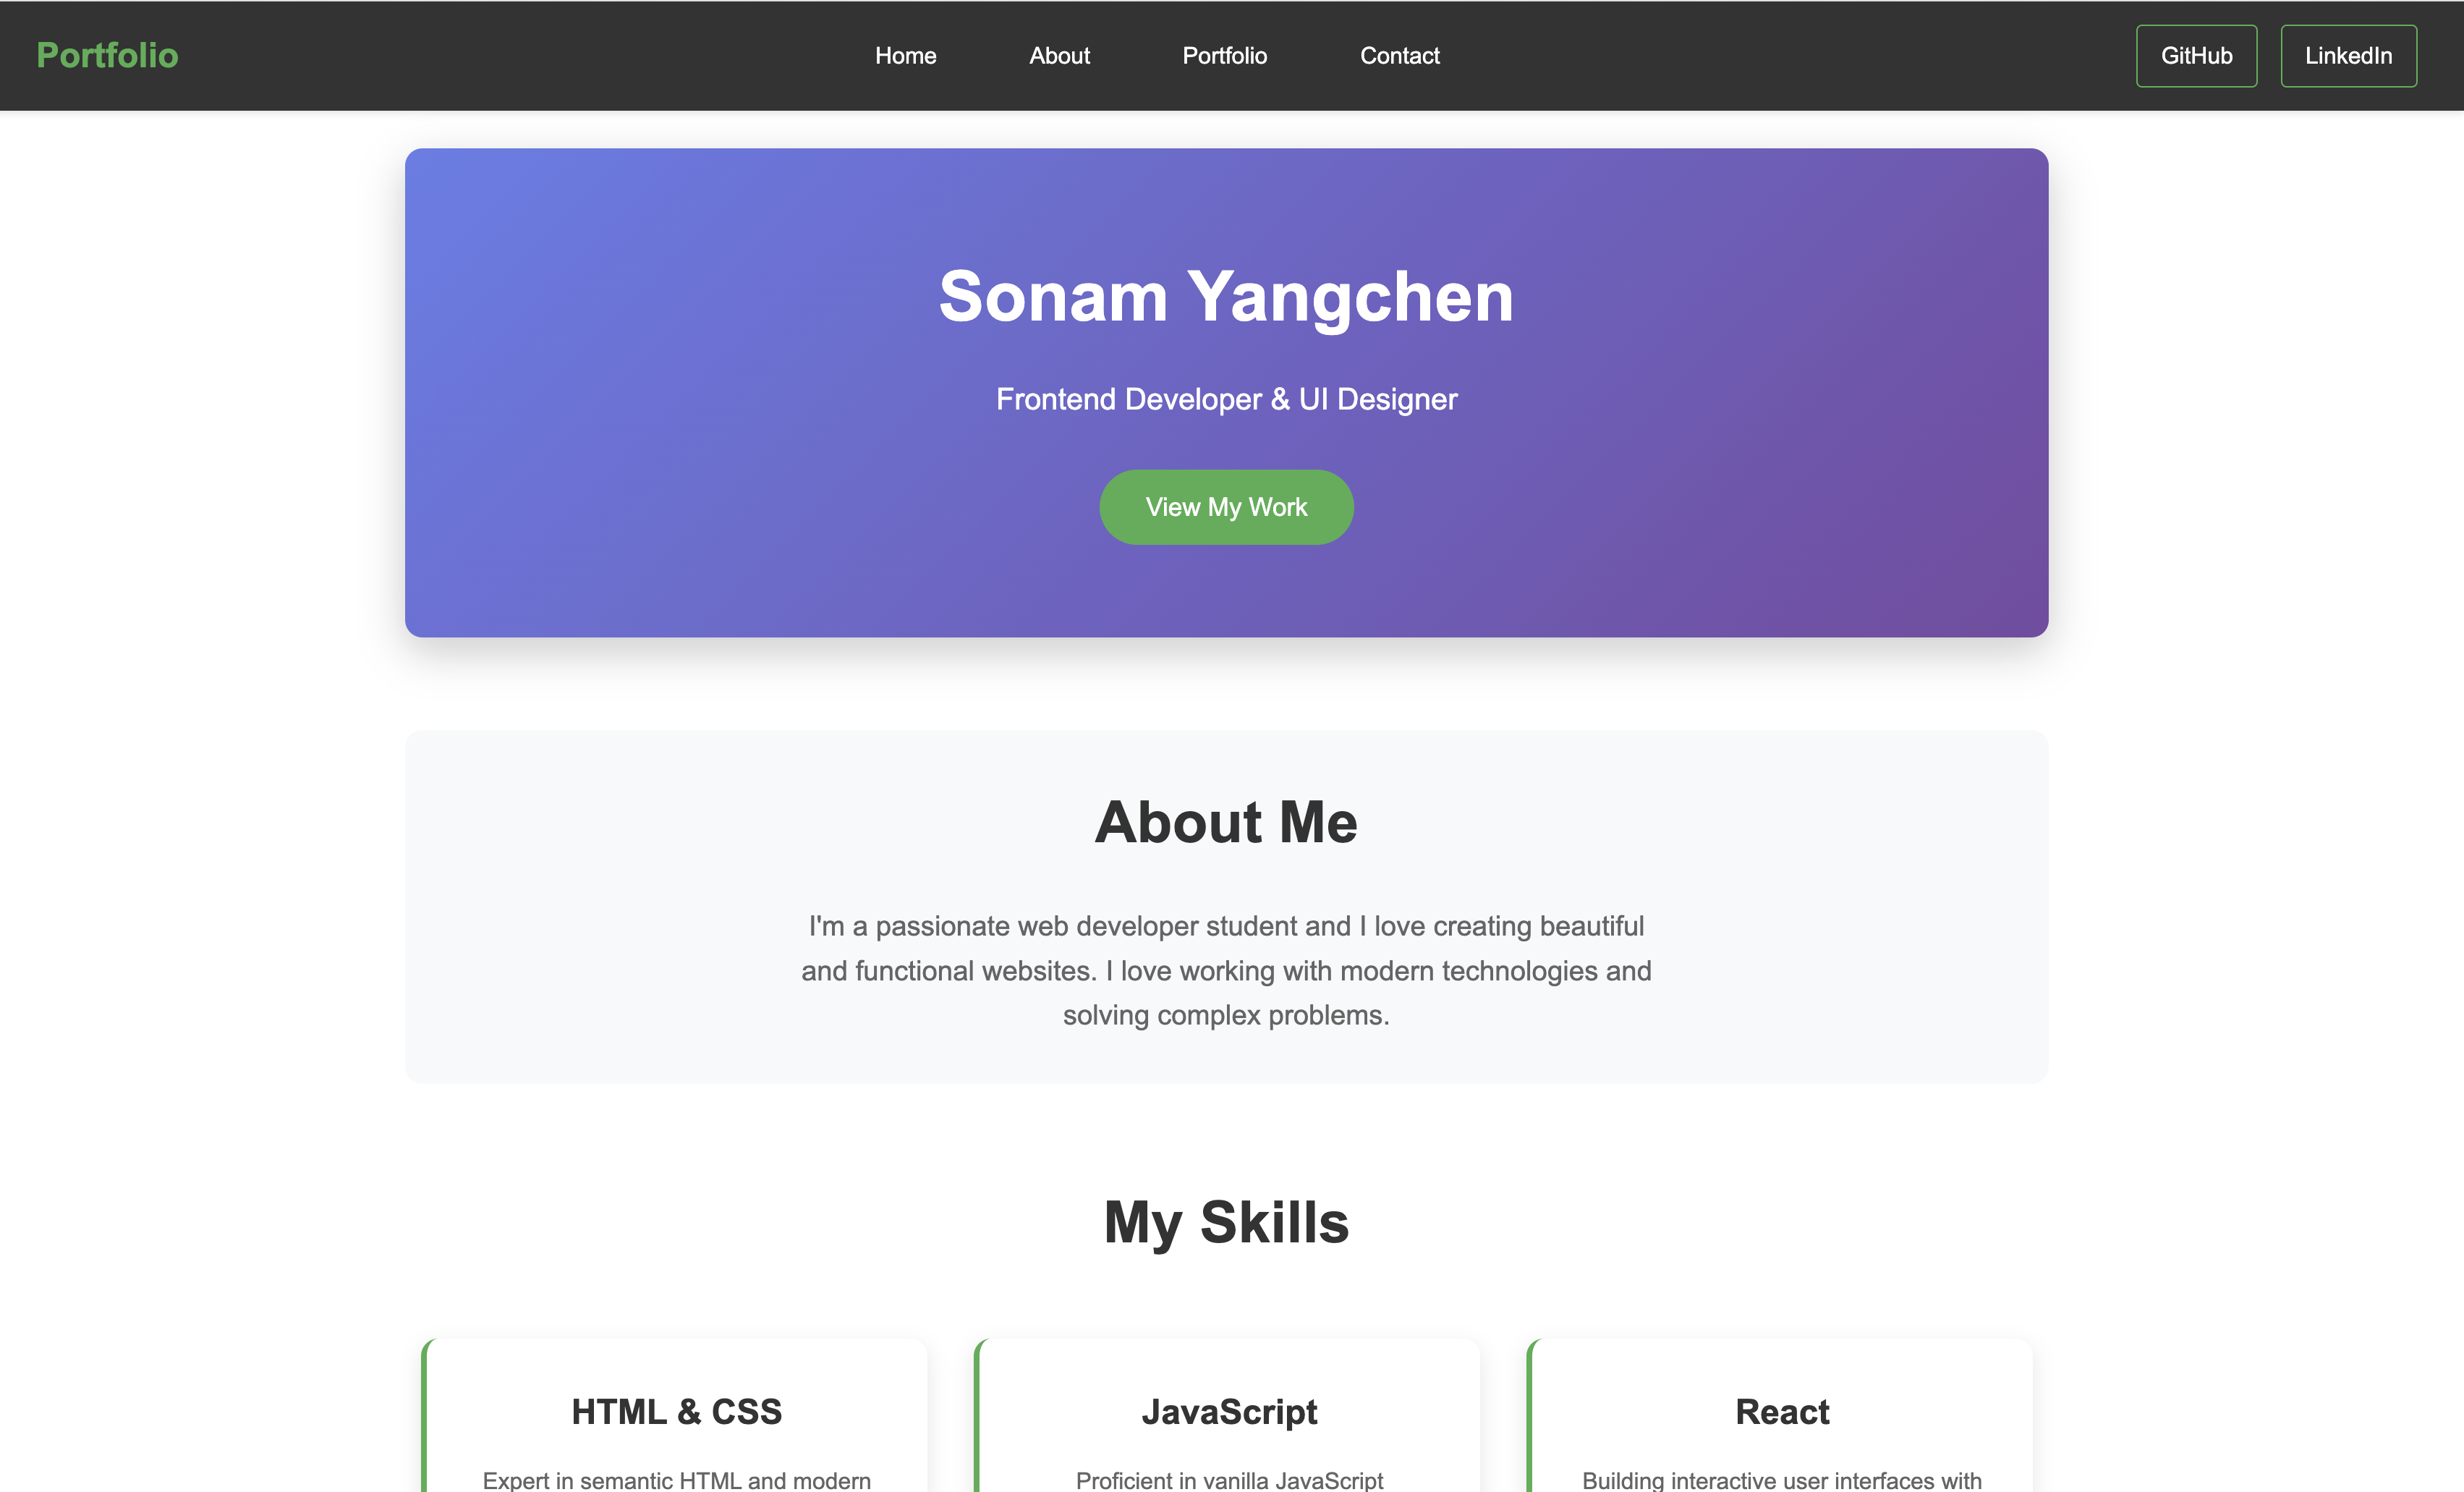 Portfolio
Home About Portfolio Contact
GitHub LinkedIn
Sonam Yangchen
Frontend Developer & UI Designer
View My Work
About Me
I'm a passionate web developer student and I love creating beautiful
and functional websites. I love working with modern technologies and
solving complex problems.
My Skills
HTML & CSS
Expert in semantic HTML and modern
JavaScript
Proficient in vanilla JavaScript
React
Building interactive user interfaces with